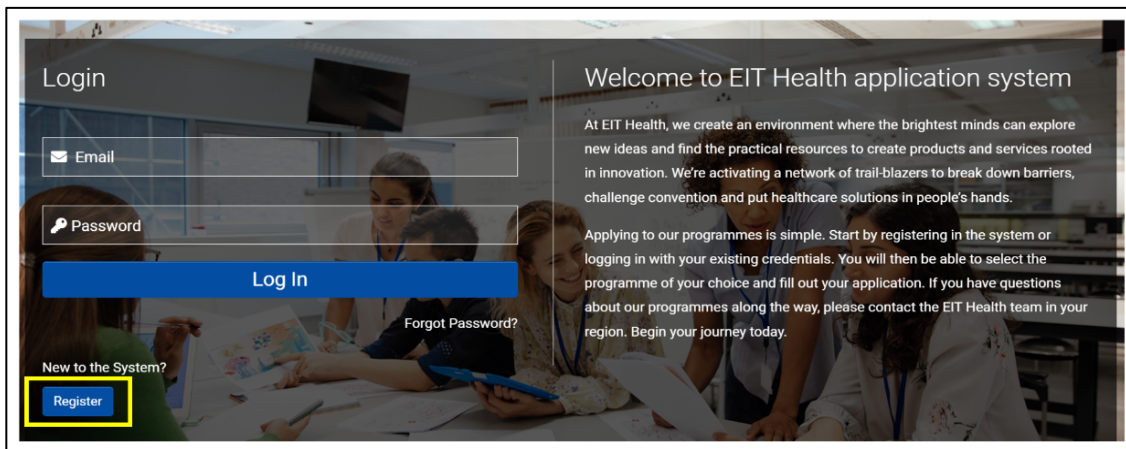 Login
Email
Password
Log In
Forgot Password?
New to the System?
Register
Welcome to EIT Health application system
At EIT Health, we create an environment where the brightest minds can explore
new ideas and find the practical resources to create products and services rooted
in innovation. We're activating a network of trail-blazers to break down barriers,
challenge convention and put healthcare solutions in people's hands.
Applying to our programmes is simple. Start by registering in the system or
logging in with your existing credentials. You will then be able to select the
programme of your choice and fill out your application. If you have questions
about our programmes along the way, please contact the EIT Health team in your
region. Begin your journey today.